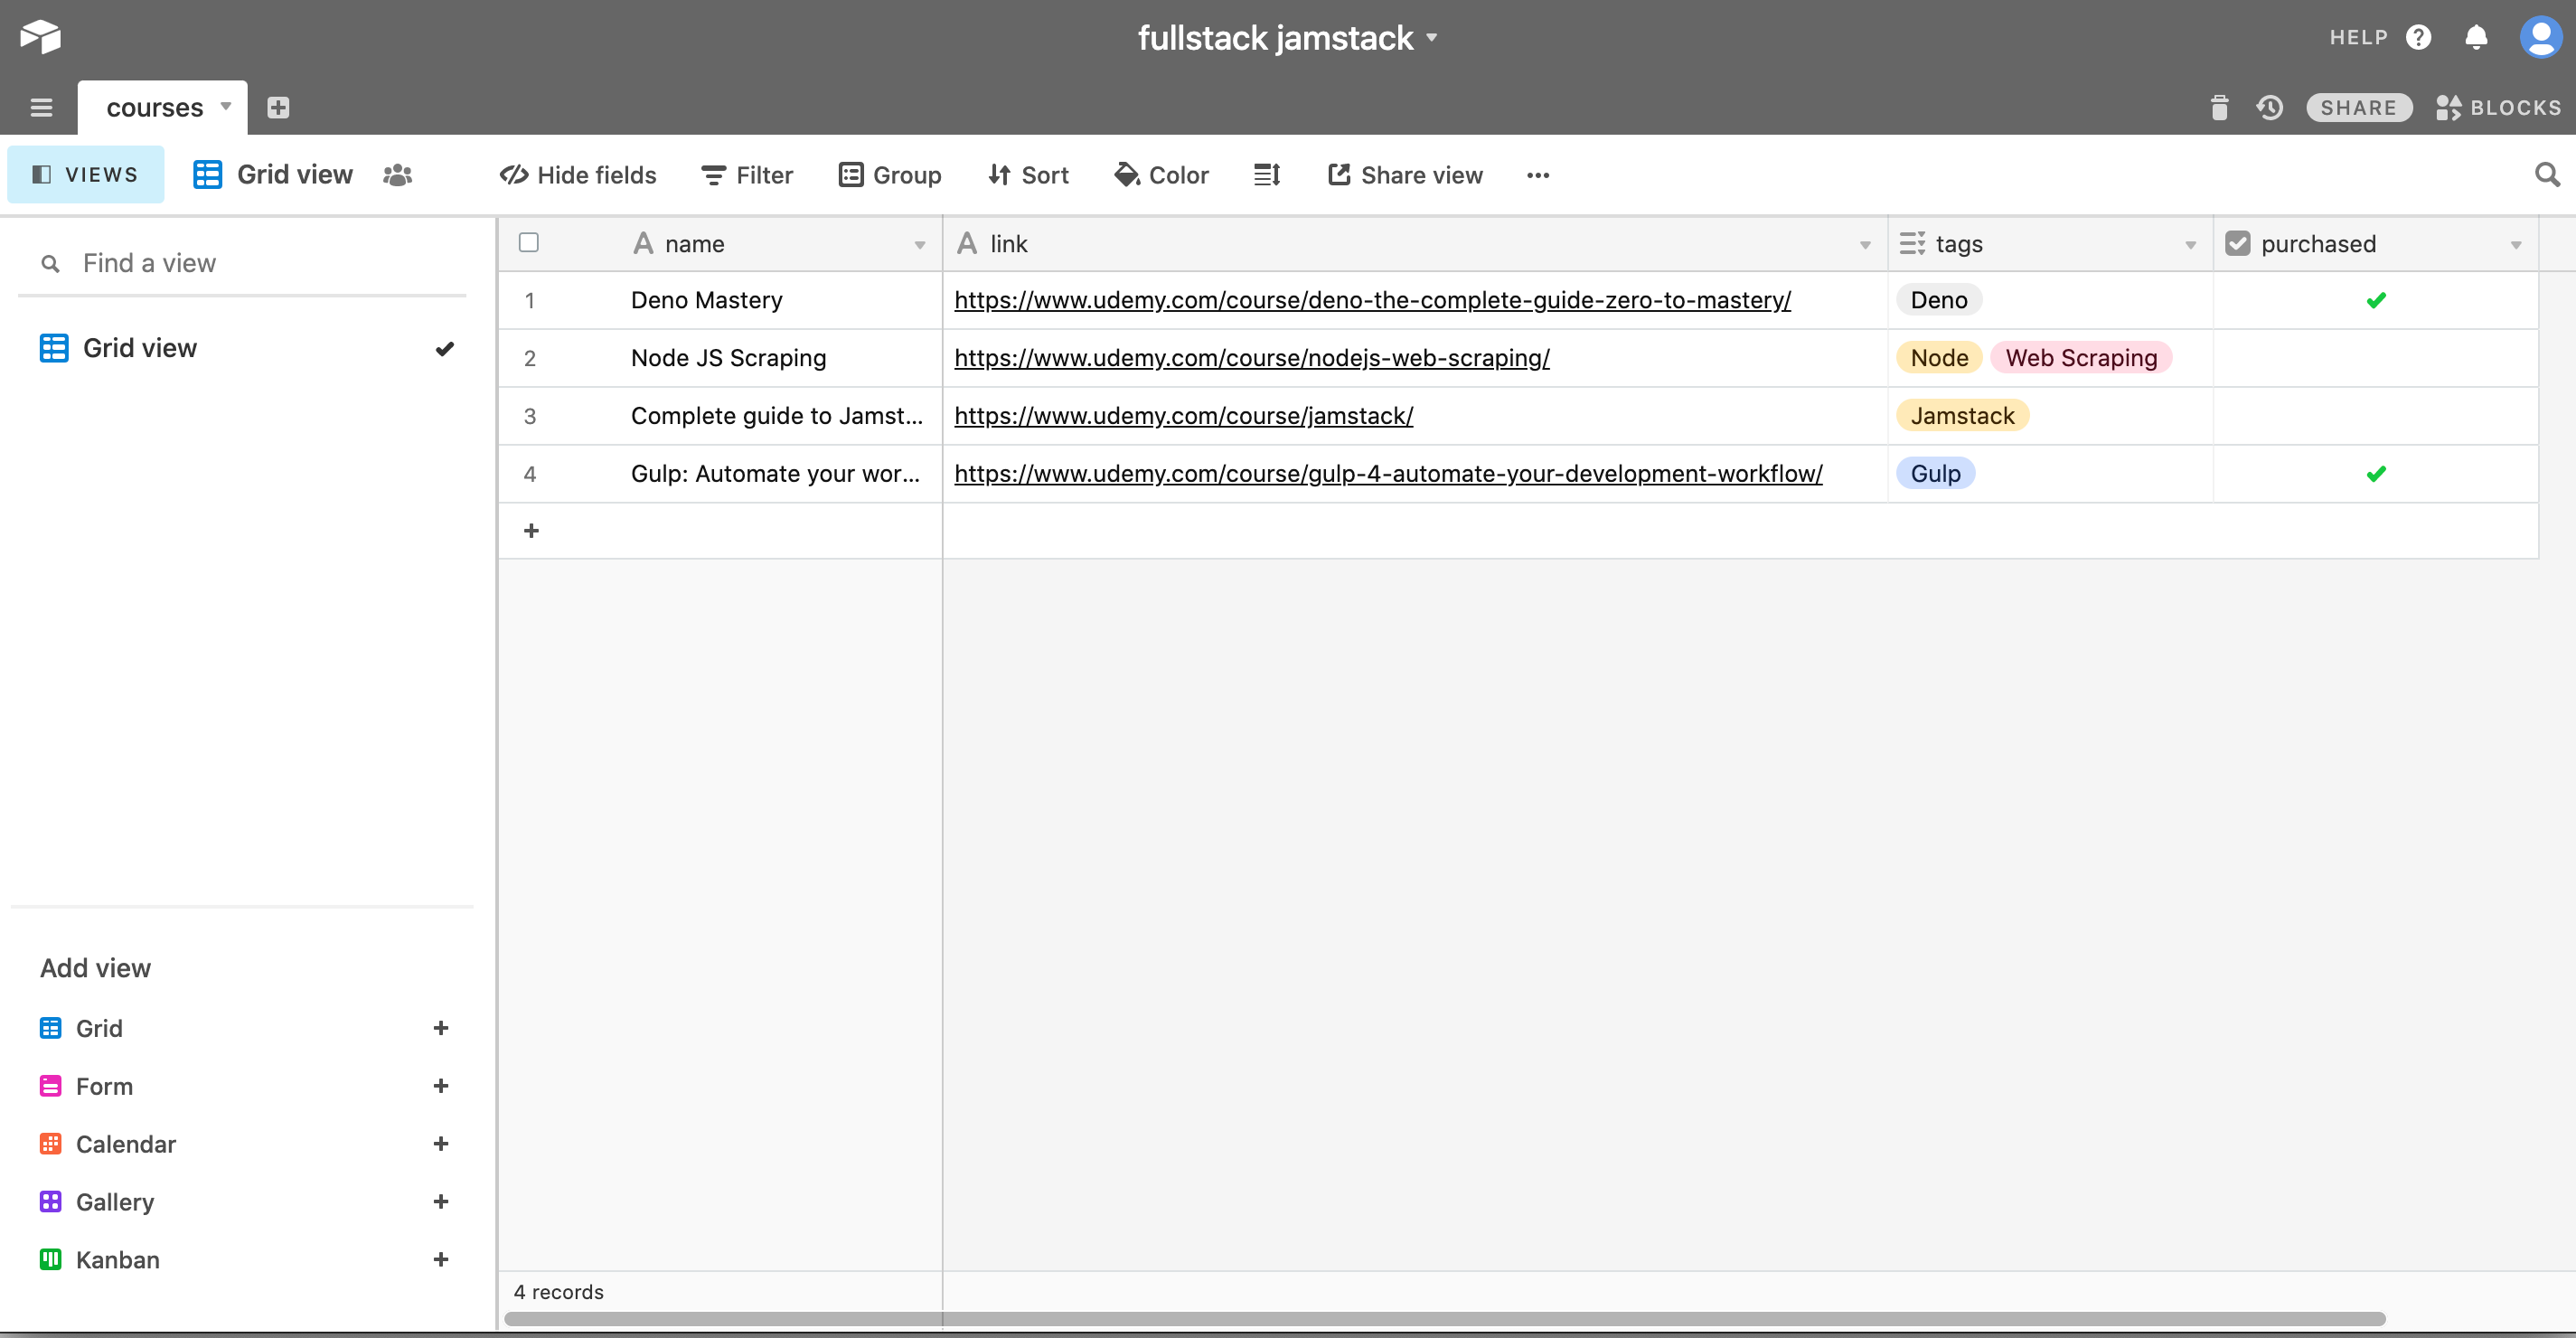 fullstack jamstack
HELP
courses
SHARE
BLOCKS
VIEWS
Grid view
Hide fields
Filter
Group
Sort
Color
Share view
Find a view
Grid view
name link tags purchased
1 Deno Mastery https://www.udemy.com/course/deno-the-complete-guide-zero-to-mastery/ Deno
2 Node JS Scraping https://www.udemy.com/course/nodejs-web-scraping/ Node Web Scraping
3 Complete guide to Jamst... https://www.udemy.com/course/jamstack/ Jamstack
4 Gulp: Automate your wor... https://www.udemy.com/course/gulp-4-automate-your-development-workflow/ Gulp
Add view
Grid
Form
Calendar
Gallery
Kanban
4 records